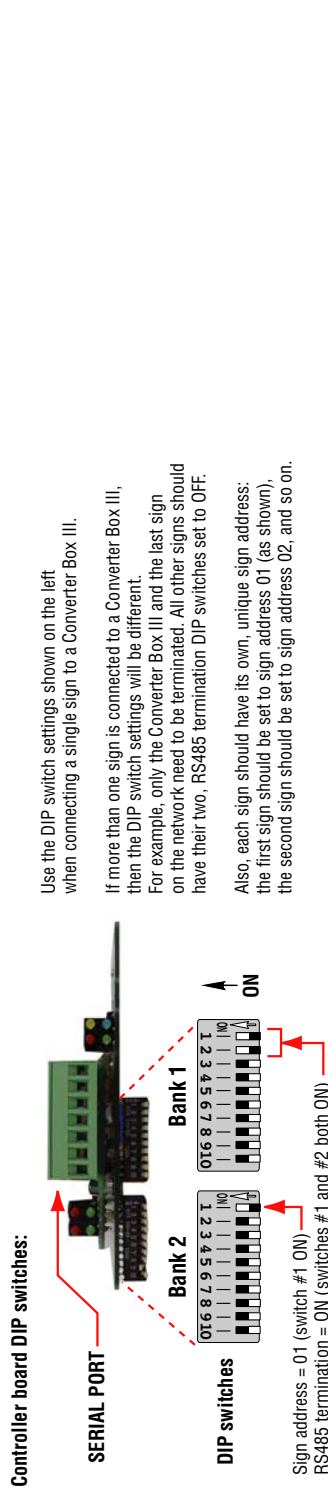 Controller board DIP switches:
SERIAL PORT
Bank 2
Bank 1
DIP switches
1 2 3 4 5 6 7 8 9 10
ON
1 2 3 4 5 6 7 8 9 10
ON
ON
Sign address = 01 (switch #1 ON)
RS485 termination = ON (switches #1 and #2 both ON)
Use the DIP switch settings shown on the left
when connecting a single sign to a Converter Box III.
If more than one sign is connected to a Converter Box III,
then the DIP switch settings will be different.
For example, only the Converter Box III and the last sign
on the network need to be terminated. All other signs should
have their two, RS485 termination DIP switches set to OFF.
Also, each sign should have its own, unique sign address:
the first sign should be set to sign address 01 (as shown),
the second sign should be set to sign address 02, and so on.